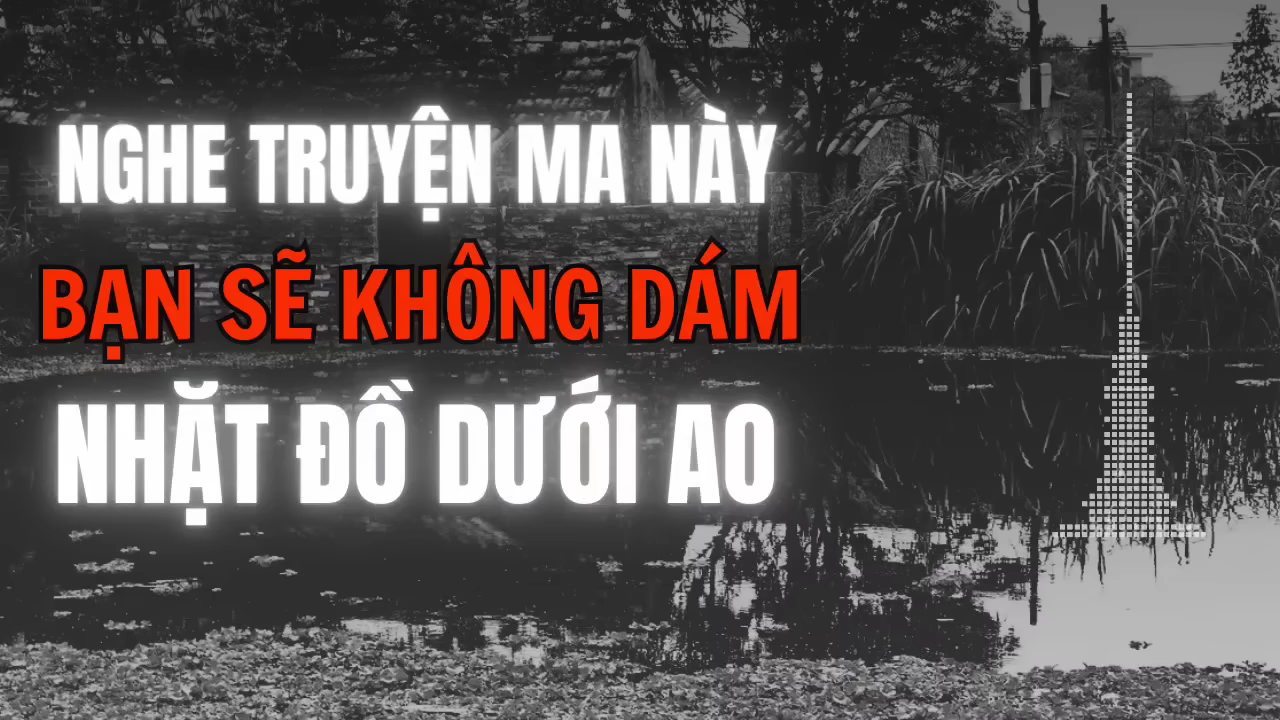 NGHE TRUYỆN MA NÀY
BẠN SẼ KHÔNG DÁM
NHẶT ĐỒ DƯỚI AO